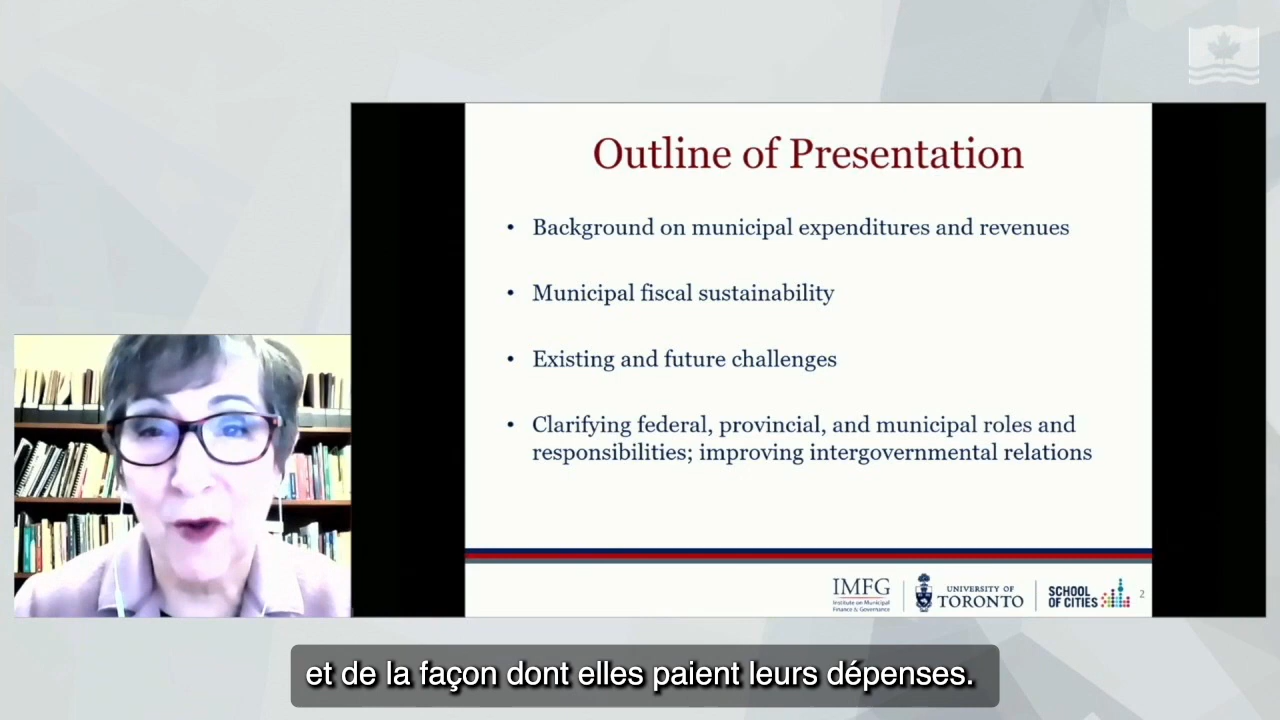 Outline of Presentation
• Background on municipal expenditures and revenues
• Municipal fiscal sustainability
• Existing and future challenges
• Clarifying federal, provincial, and municipal roles and
responsibilities; improving intergovernmental relations
IMFG
Institute on Municipal
Finance & Governance
UNIVERSITY OF
TORONTO
SCHOOL
OF CITIES
2
et de la façon dont elles paient leurs dépenses.